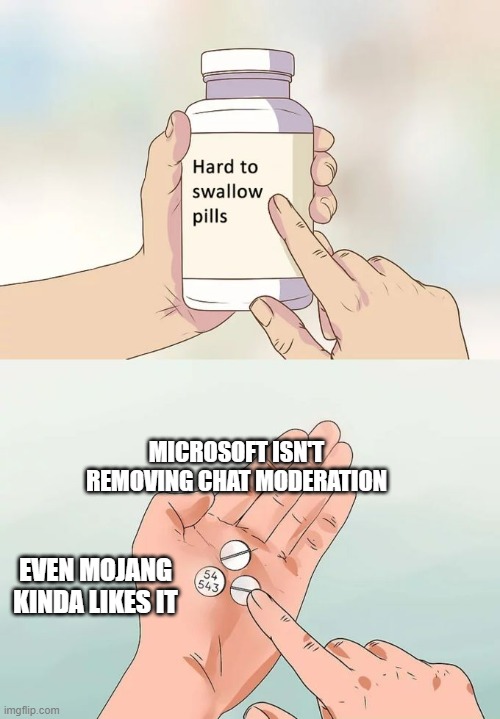 Hard to
swallow
pills
MICROSOFT ISN'T
REMOVING CHAT MODERATION
EVEN MOJANG
KINDA LIKES IT
54
543
imgflip.com